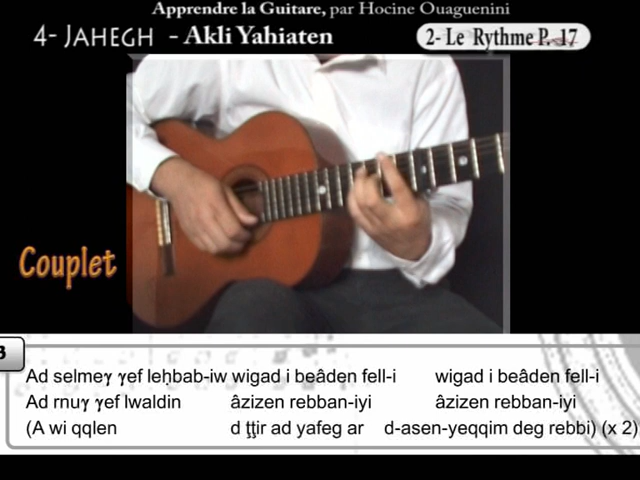 Apprendre la Guitare, par Hocine Ouaguenini
4- JAHEGH - Akli Yahiaten
2- Le Rythme P. 17
Couplet
3
Ad selmeɣ ɣef leḥbab-iw wigad i beâden fell-i wigad i beâden fell-i
Ad rnuɣ ɣef lwaldin âzizen rebban-iyi âzizen rebban-iyi
(A wi qqlen d ṭṭir ad yafeg ar d-asen-yeqqim deg rebbi) (x 2)